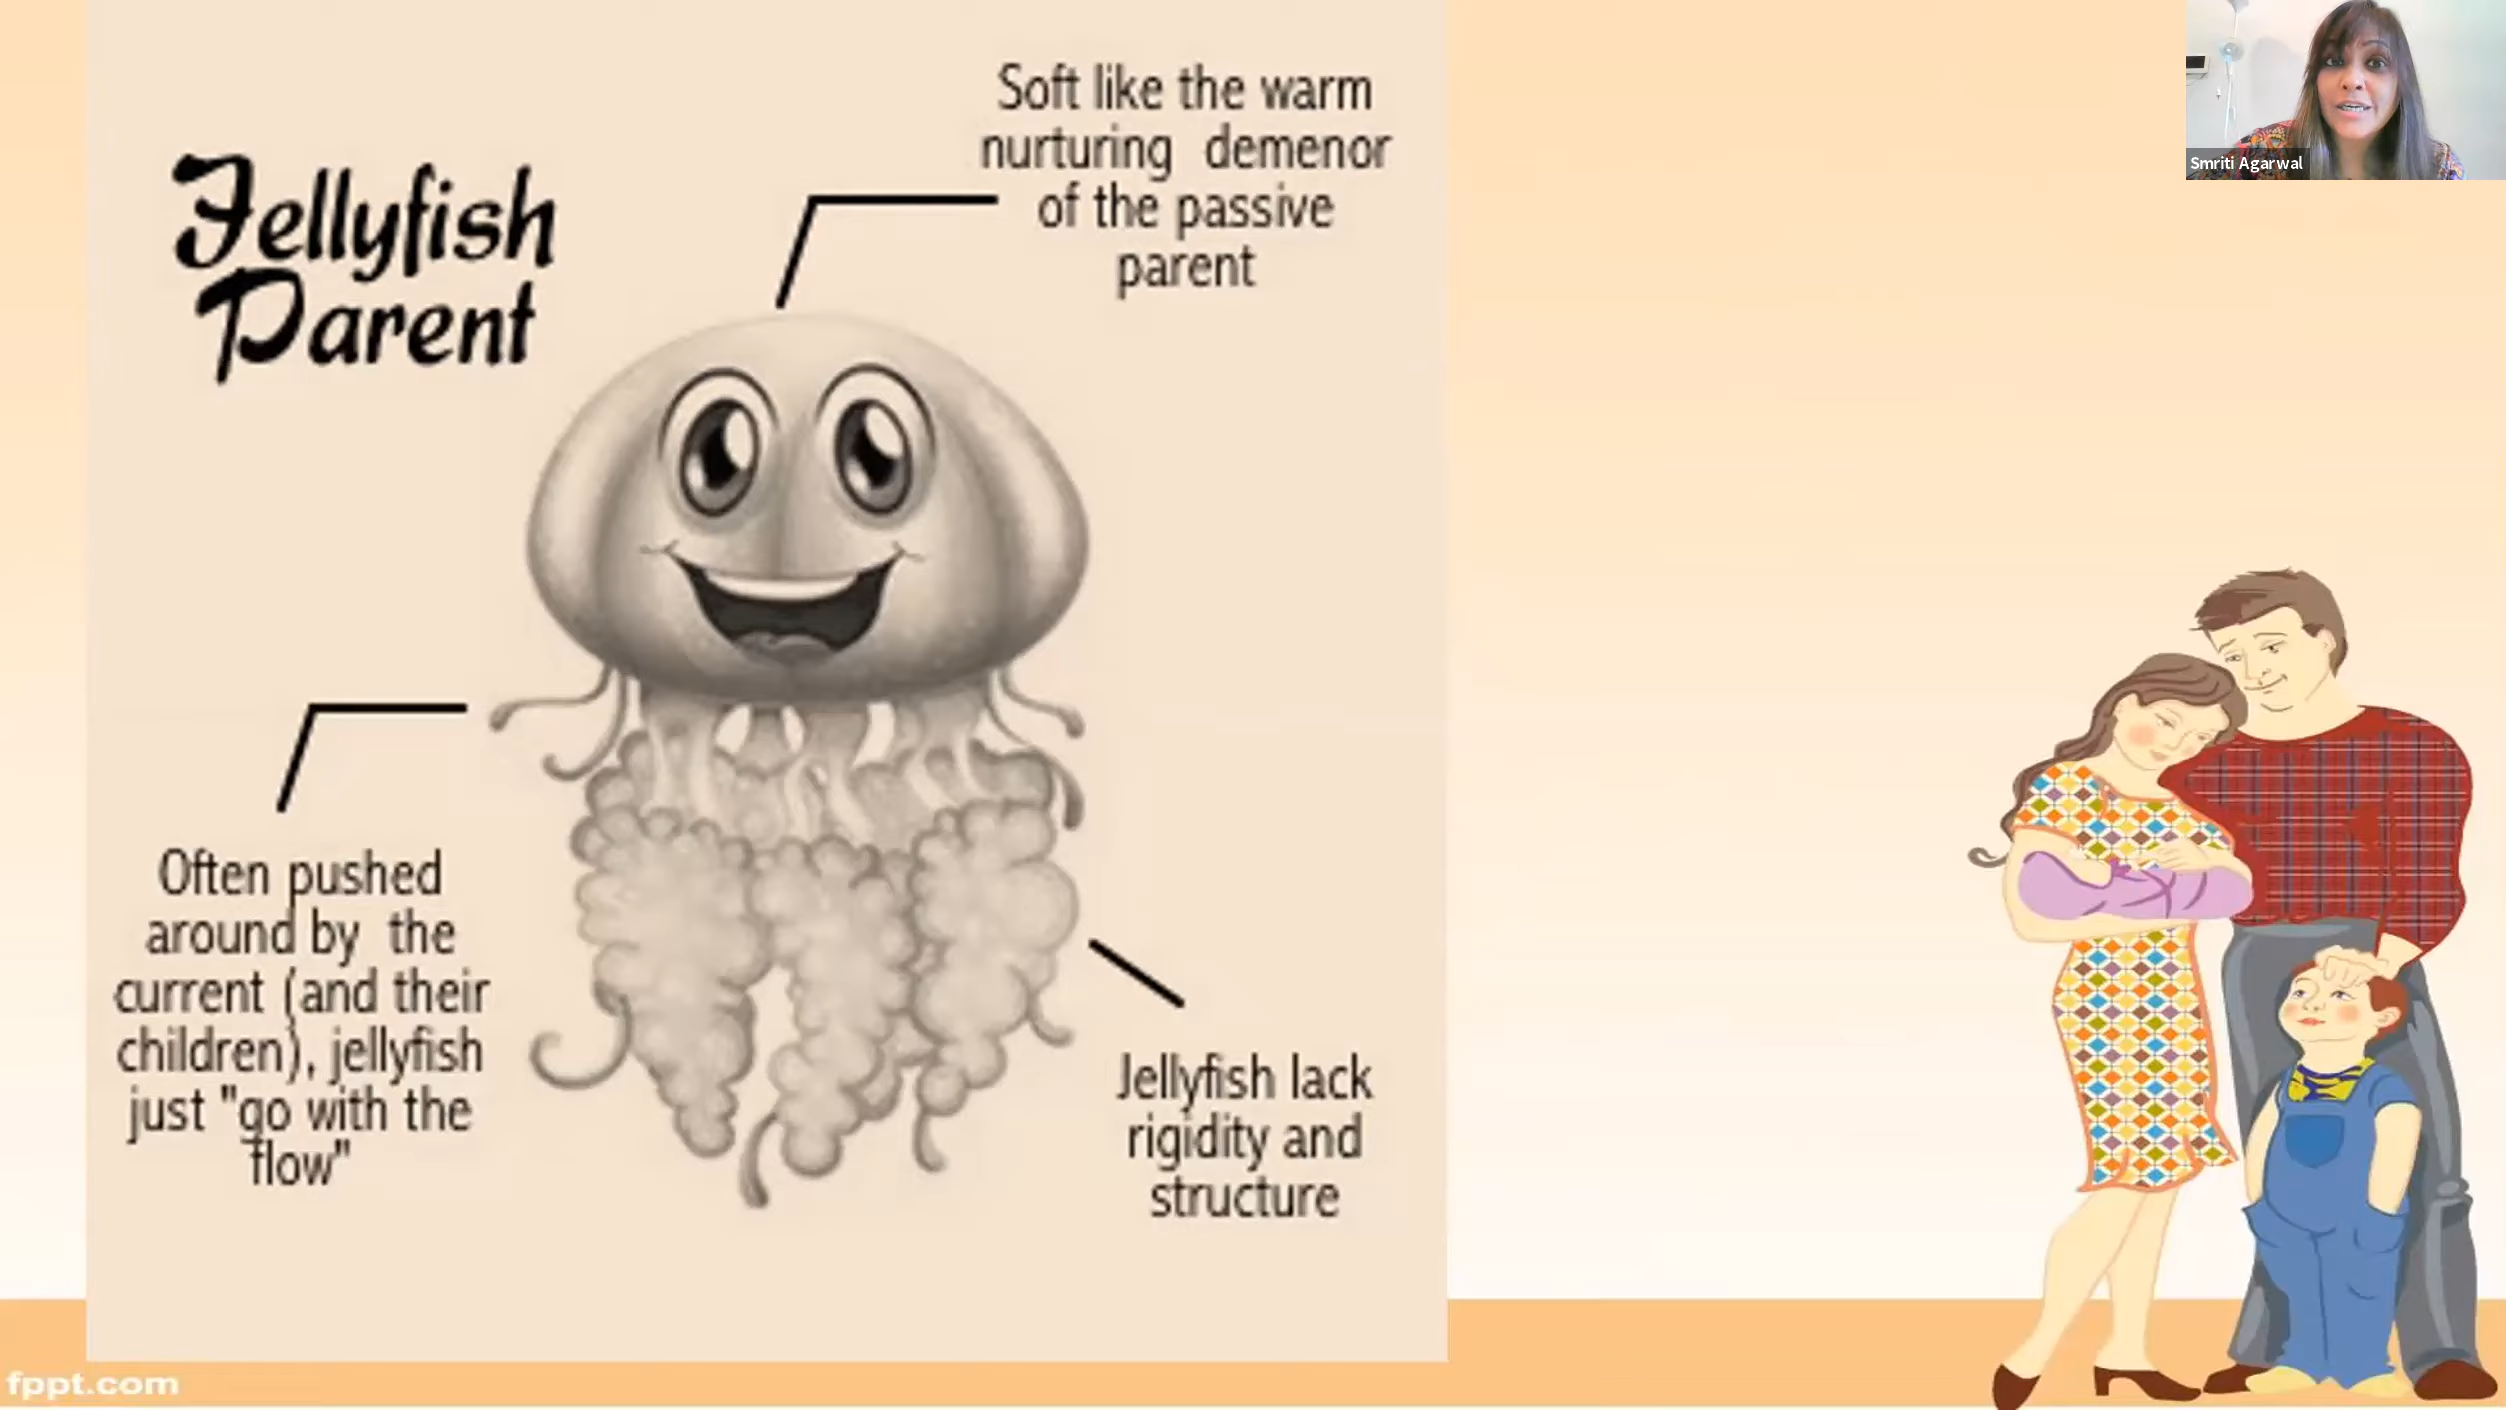 Jellyfish
Parent
Soft like the warm
nurturing demenor
of the passive
parent
Often pushed
around by the
current (and their
children), jellyfish
just "go with the
flow"
Jellyfish lack
rigidity and
structure
Smriti Agarwal
fppt.com